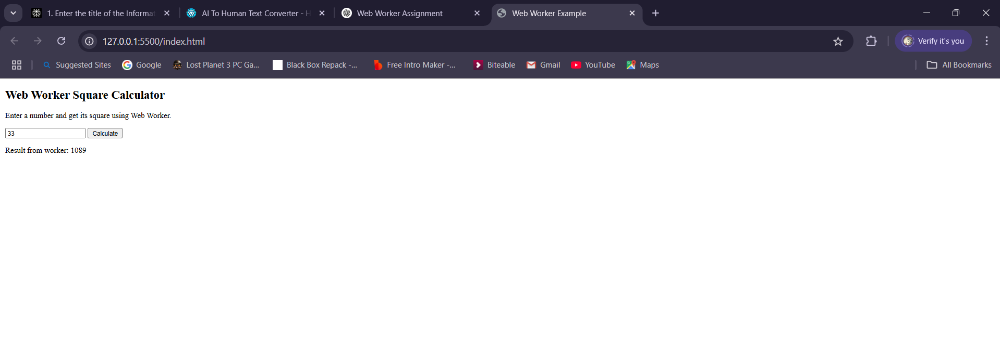 1. Enter the title of the Informat
AI To Human Text Converter - H
Web Worker Assignment
Web Worker Example
127.0.0.1:5500/index.html
Verify it's you
Suggested Sites
Google
Lost Planet 3 PC Ga...
Black Box Repack -...
Free Intro Maker -...
Biteable
Gmail
YouTube
Maps
All Bookmarks
Web Worker Square Calculator
Enter a number and get its square using Web Worker.
33 Calculate
Result from worker: 1089